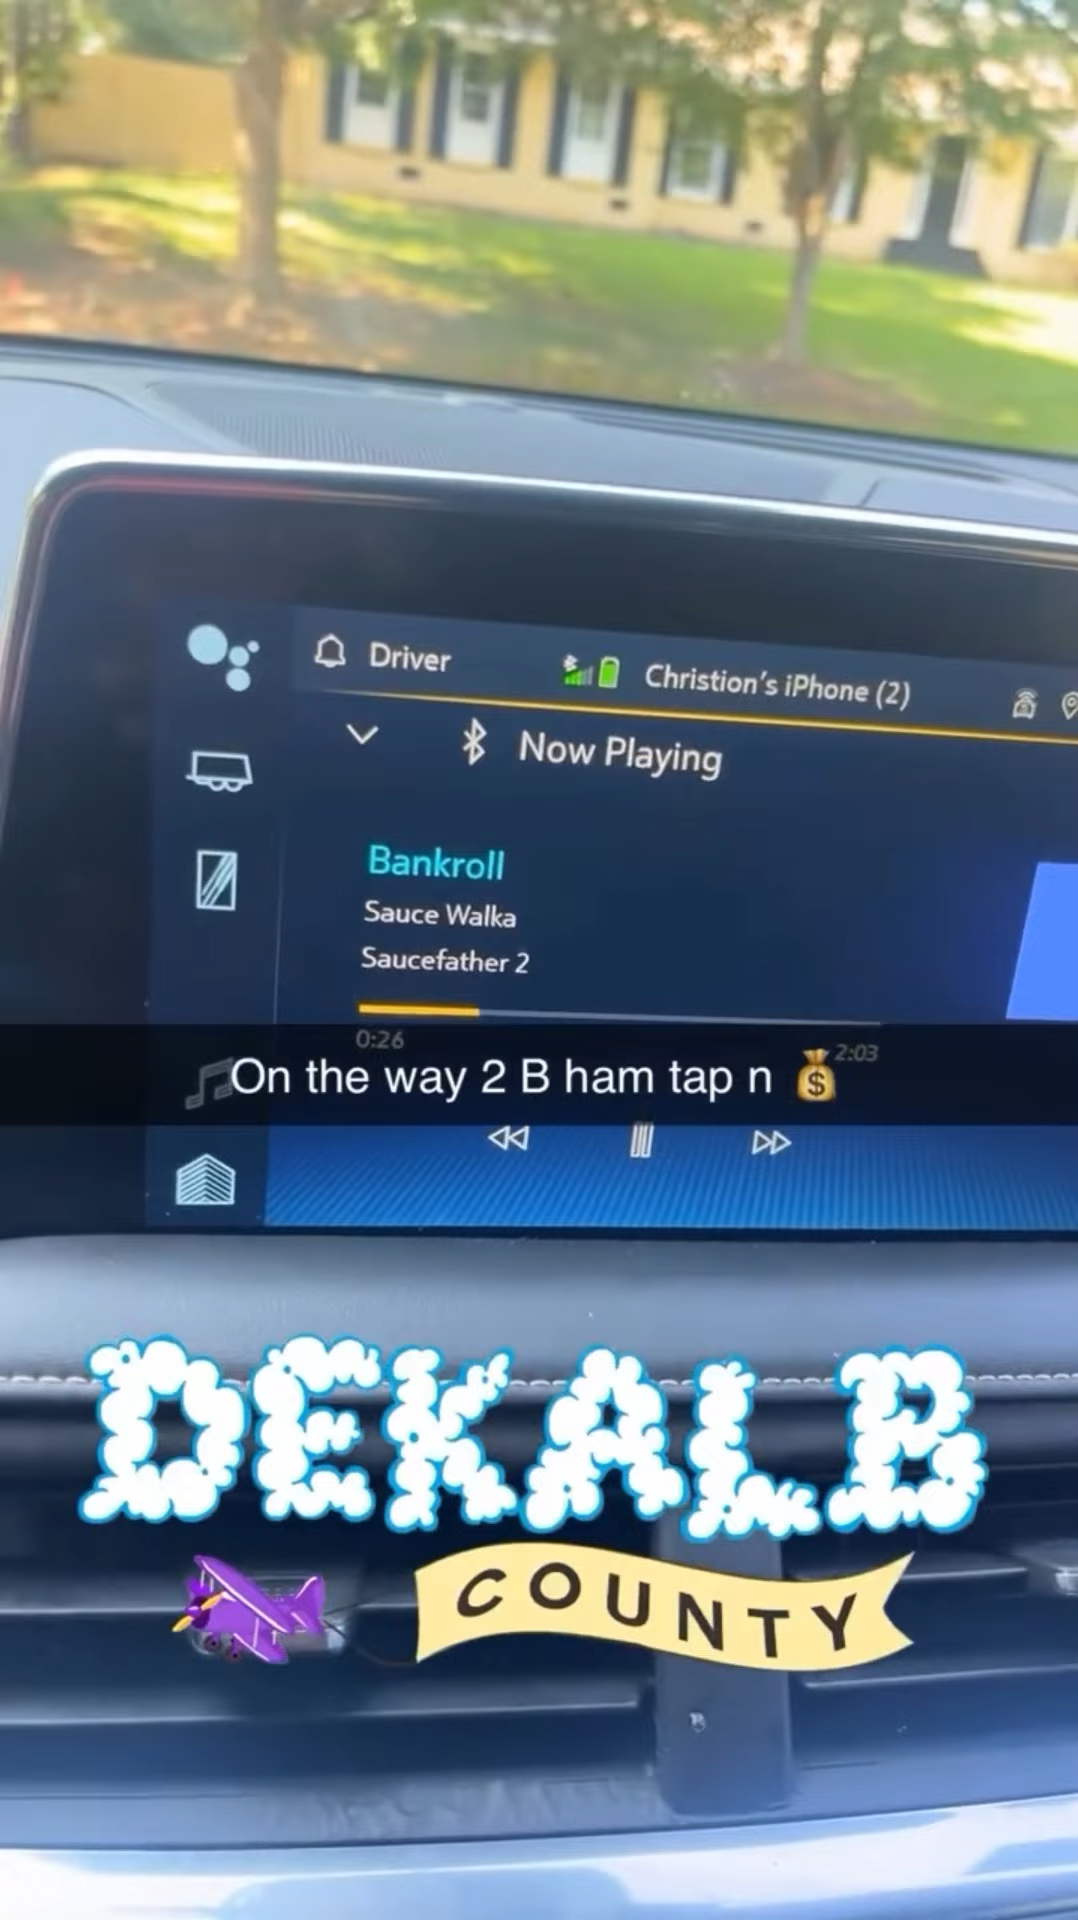 Driver
Christion's iPhone (2)
Now Playing
Bankroll
Sauce Walka
Saucefather 2
0:26
2:03
On the way 2 B ham tap n 💰
DEKALB
COUNTY